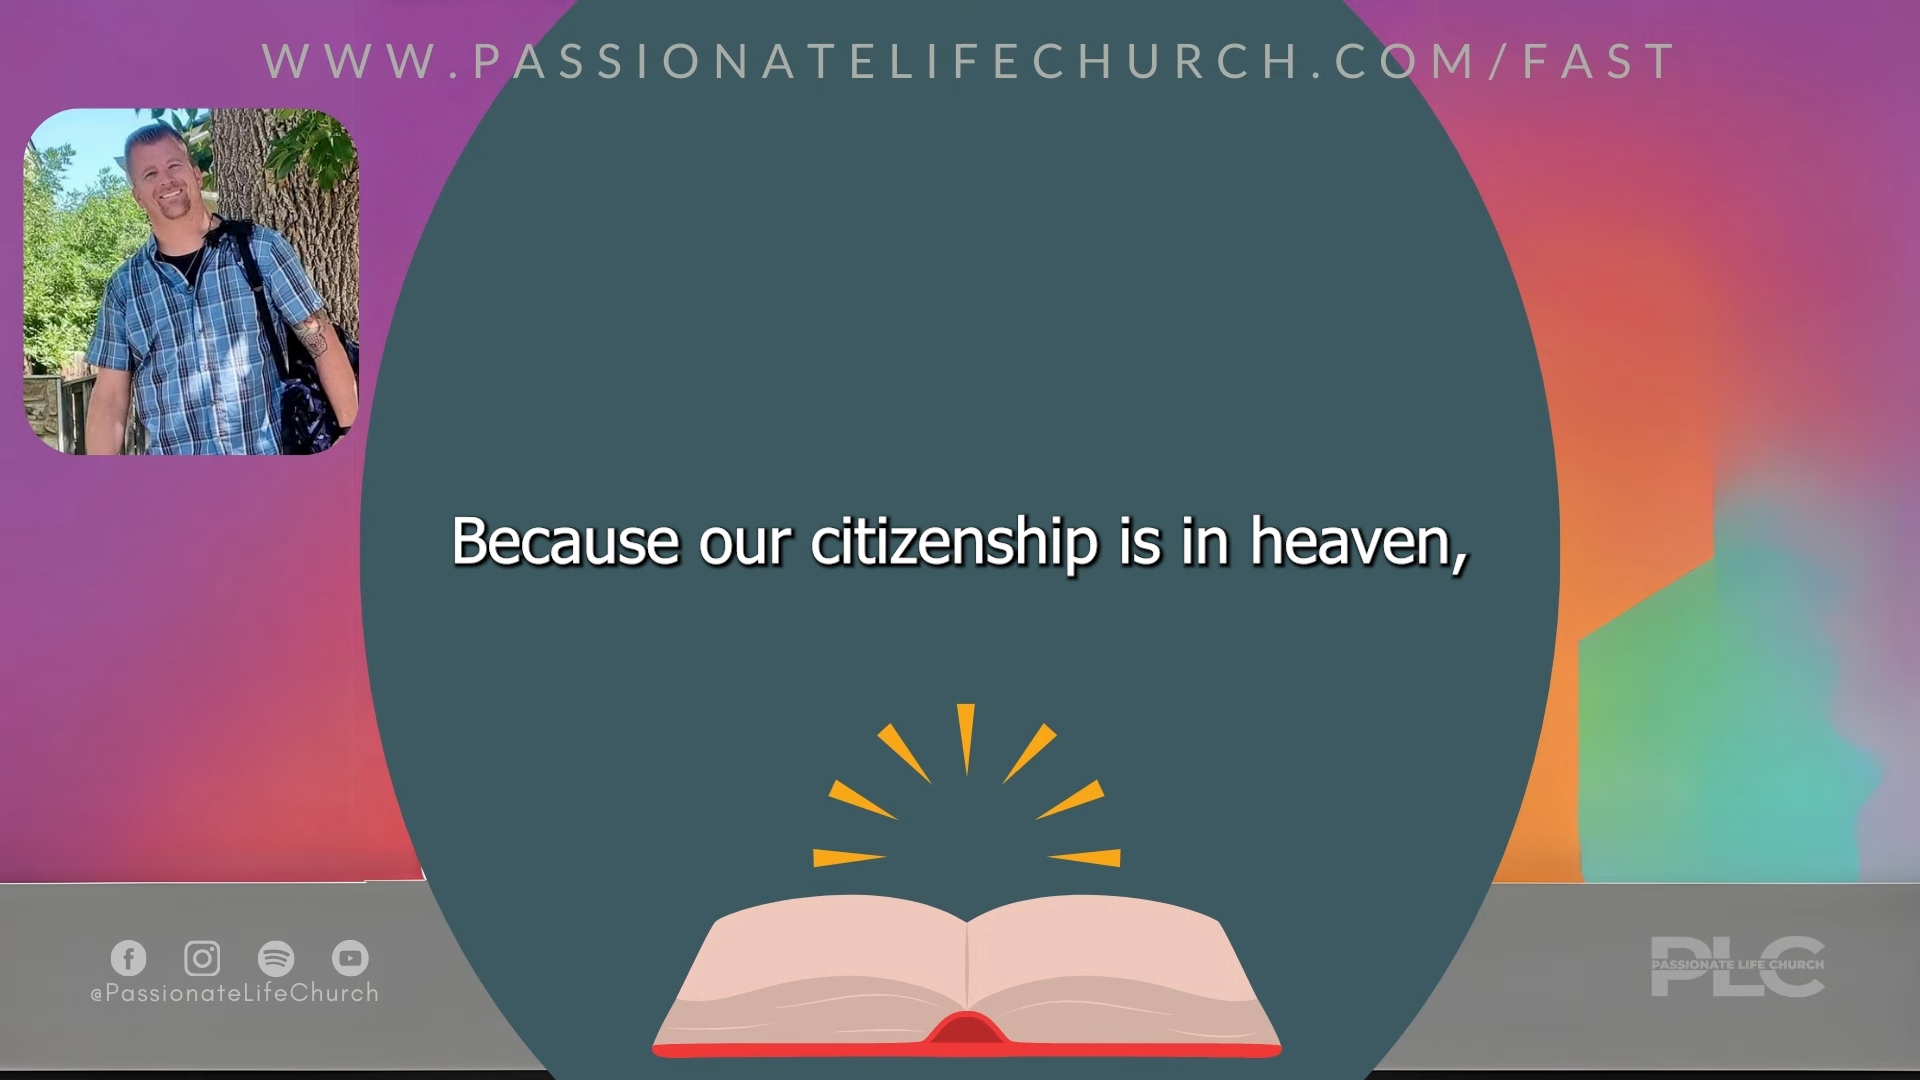 WWW.PASSIONATELIFECHURCH.COM/FAST
Because our citizenship is in heaven,
@PassionateLifeChurch
PLC
PASSIONATE LIFE CHURCH